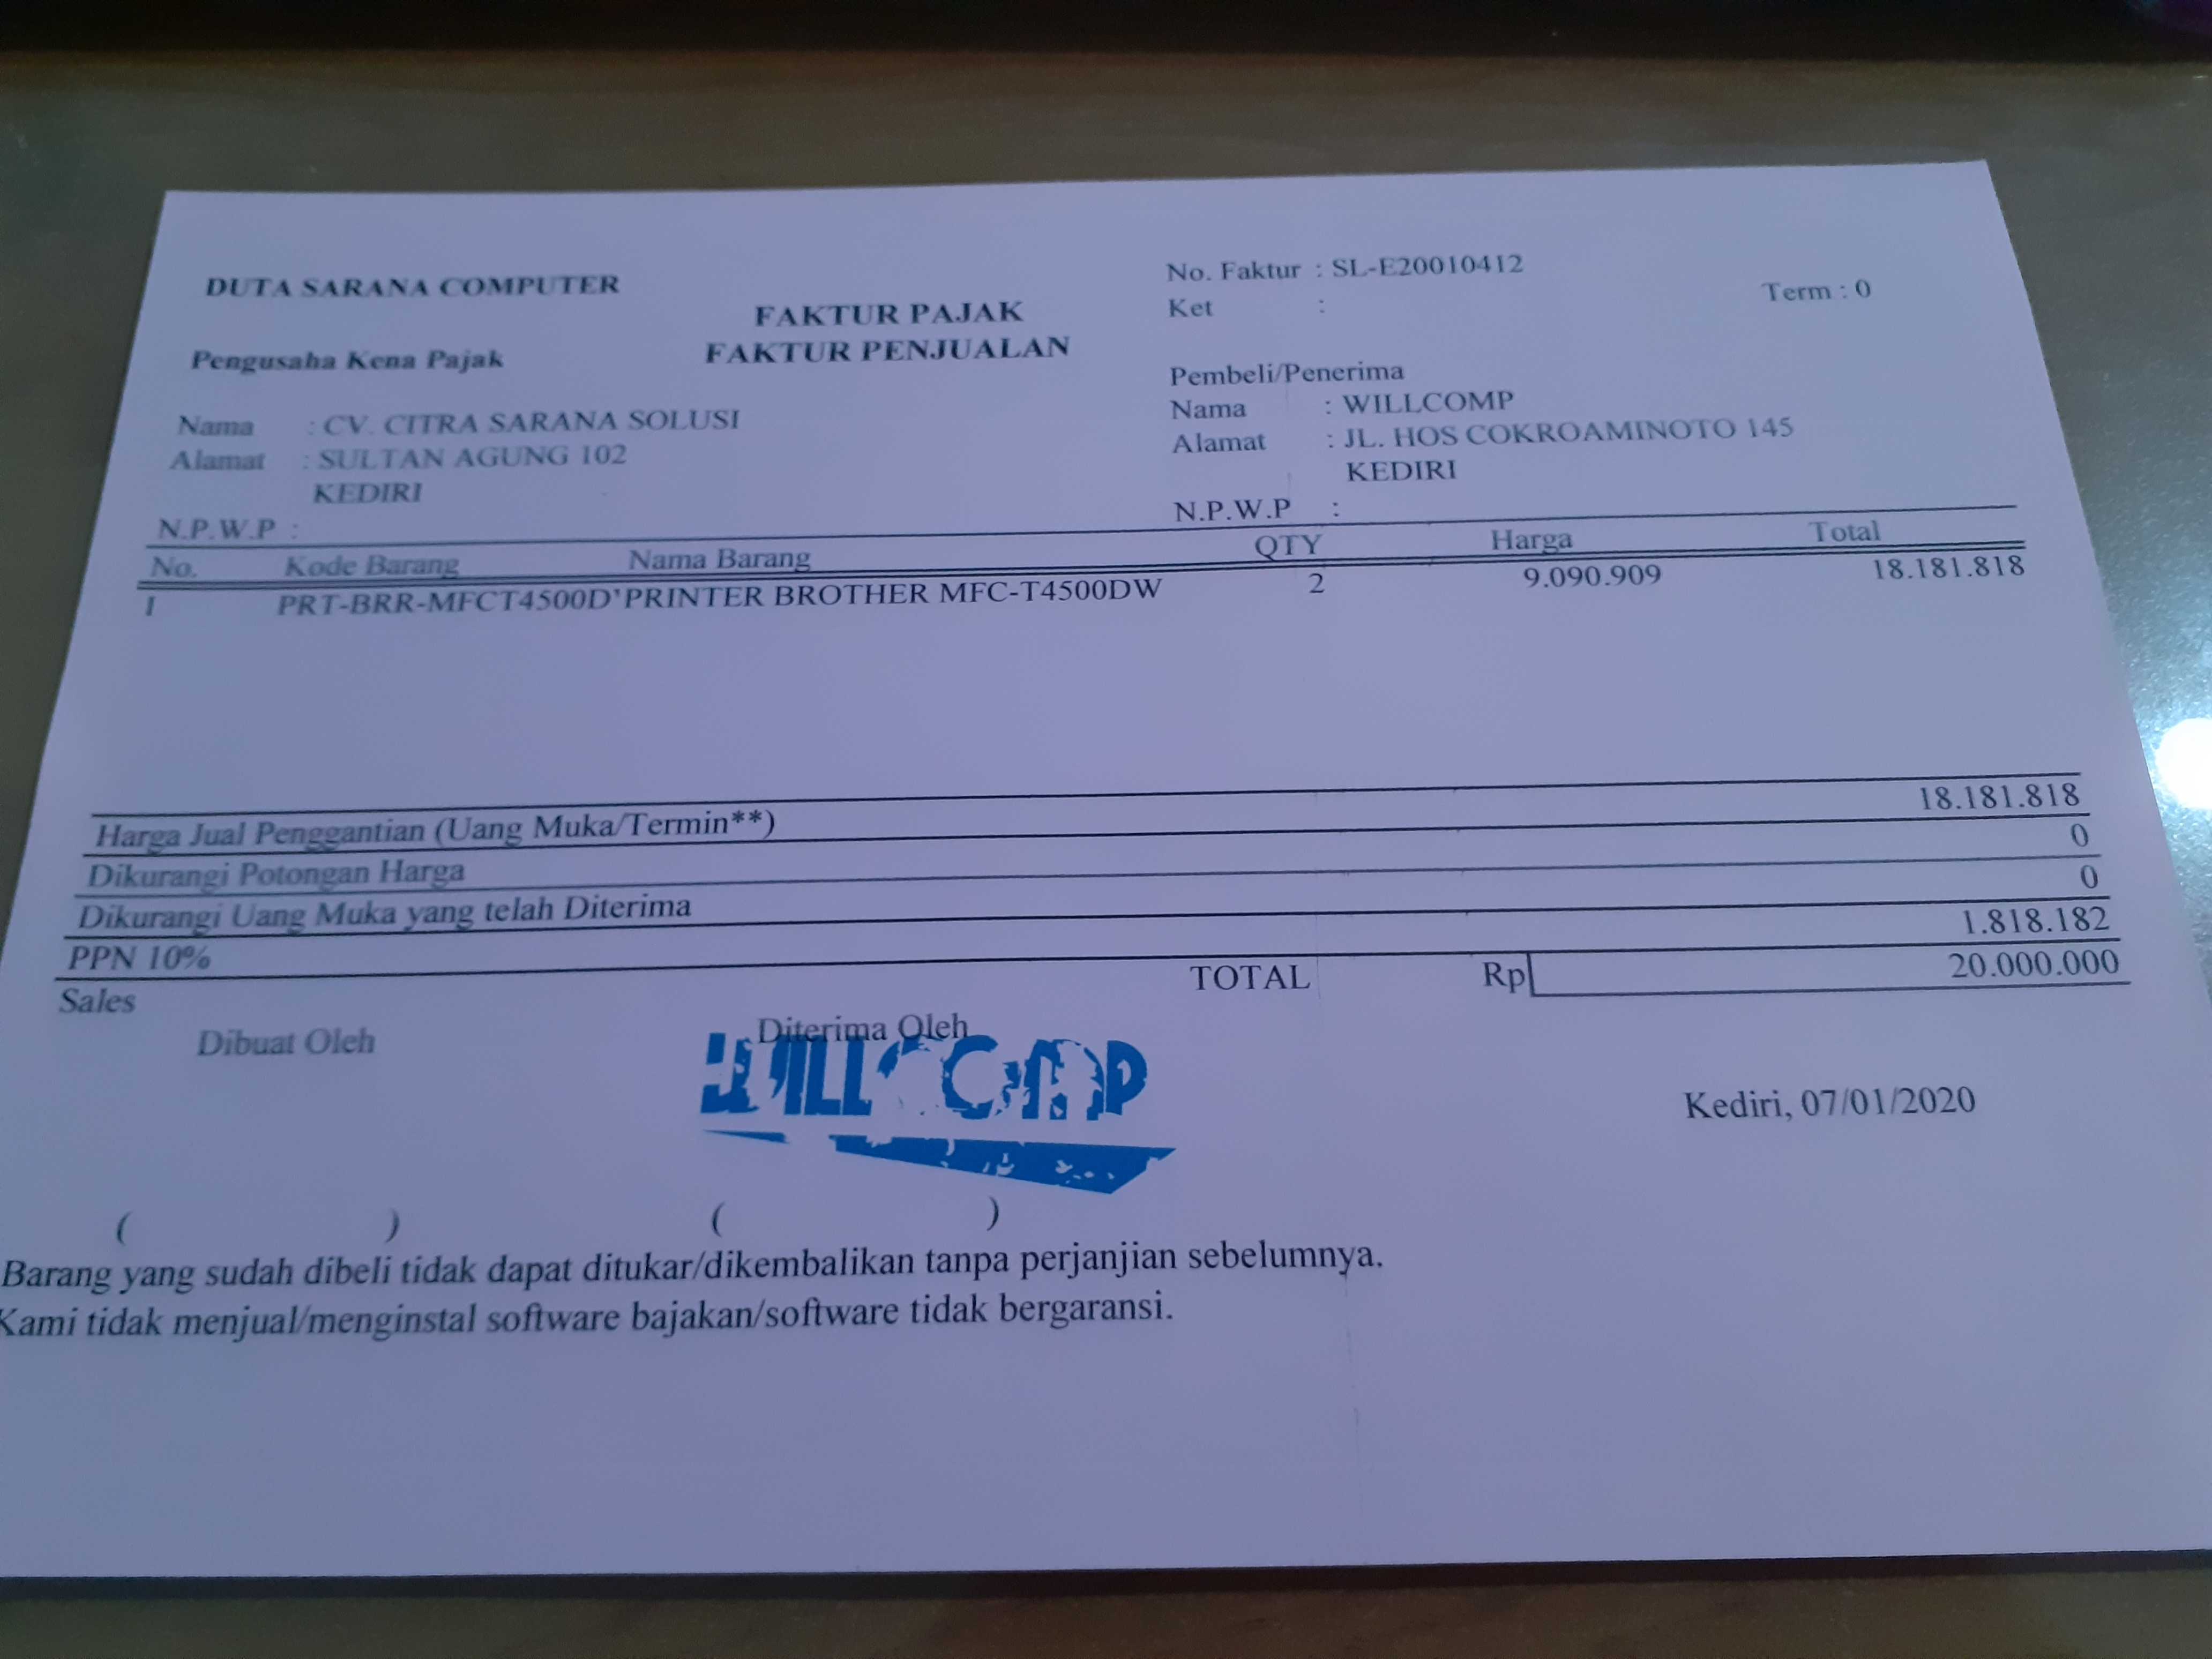 DUTA SARANA COMPUTER
FAKTUR PAJAK
FAKTUR PENJUALAN
No. Faktur : SL-E20010412
Ket :
Term : 0
Pengusaha Kena Pajak
Nama : CV. CITRA SARANA SOLUSI
Alamat : SULTAN AGUNG 102
KEDIRI
N.P.W.P :
Pembeli/Penerima
Nama : WILLCOMP
Alamat : JL. HOS COKROAMINOTO 145
KEDIRI
N.P.W.P :
No. Kode Barang Nama Barang QTY Harga Total
1 PRT-BRR-MFCT4500D'PRINTER BROTHER MFC-T4500DW 2 9.090.909 18.181.818
Harga Jual Penggantian (Uang Muka/Termin**) 18.181.818
Dikurangi Potongan Harga 0
Dikurangi Uang Muka yang telah Diterima 0
PPN 10% 1.818.182
TOTAL Rp 20.000.000
Sales
Dibuat Oleh
Diterima Oleh
WILL COMP
Kediri, 07/01/2020
( ) ( )
Barang yang sudah dibeli tidak dapat ditukar/dikembalikan tanpa perjanjian sebelumnya.
Kami tidak menjual/menginstal software bajakan/software tidak bergaransi.